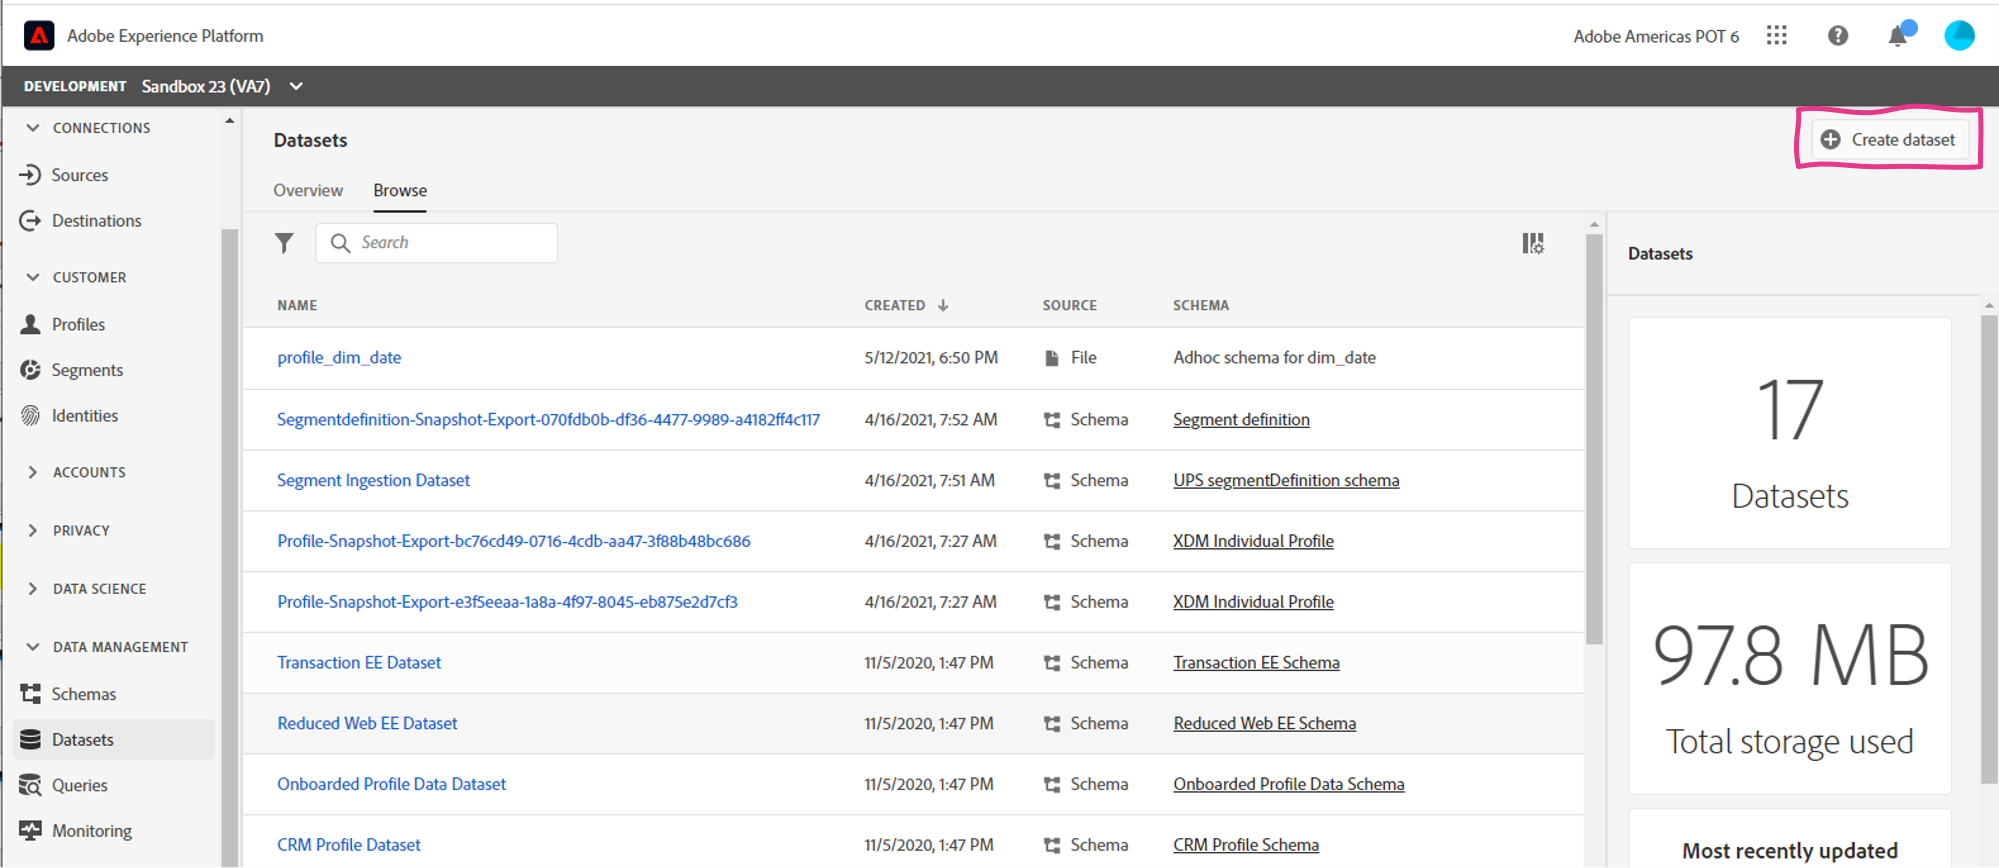 Adobe Experience Platform
Adobe Americas POT 6
DEVELOPMENT Sandbox 23 (VA7)
CONNECTIONS
Sources
Destinations
CUSTOMER
Profiles
Segments
Identities
ACCOUNTS
PRIVACY
DATA SCIENCE
DATA MANAGEMENT
Schemas
Datasets
Queries
Monitoring
Datasets
Create dataset
Overview Browse
Search
NAME CREATED SOURCE SCHEMA
profile_dim_date 5/12/2021, 6:50 PM File Adhoc schema for dim_date
Segmentdefinition-Snapshot-Export-070fdb0b-df36-4477-9989-a4182ff4c117 4/16/2021, 7:52 AM Schema Segment definition
Segment Ingestion Dataset 4/16/2021, 7:51 AM Schema UPS segmentDefinition schema
Profile-Snapshot-Export-bc76cd49-0716-4cdb-aa47-3f88b48bc686 4/16/2021, 7:27 AM Schema XDM Individual Profile
Profile-Snapshot-Export-e3f5eeaa-1a8a-4f97-8045-eb875e2d7cf3 4/16/2021, 7:27 AM Schema XDM Individual Profile
Transaction EE Dataset 11/5/2020, 1:47 PM Schema Transaction EE Schema
Reduced Web EE Dataset 11/5/2020, 1:47 PM Schema Reduced Web EE Schema
Onboarded Profile Data Dataset 11/5/2020, 1:47 PM Schema Onboarded Profile Data Schema
CRM Profile Dataset 11/5/2020, 1:47 PM Schema CRM Profile Schema
Datasets
17
Datasets
97.8 MB
Total storage used
Most recently updated